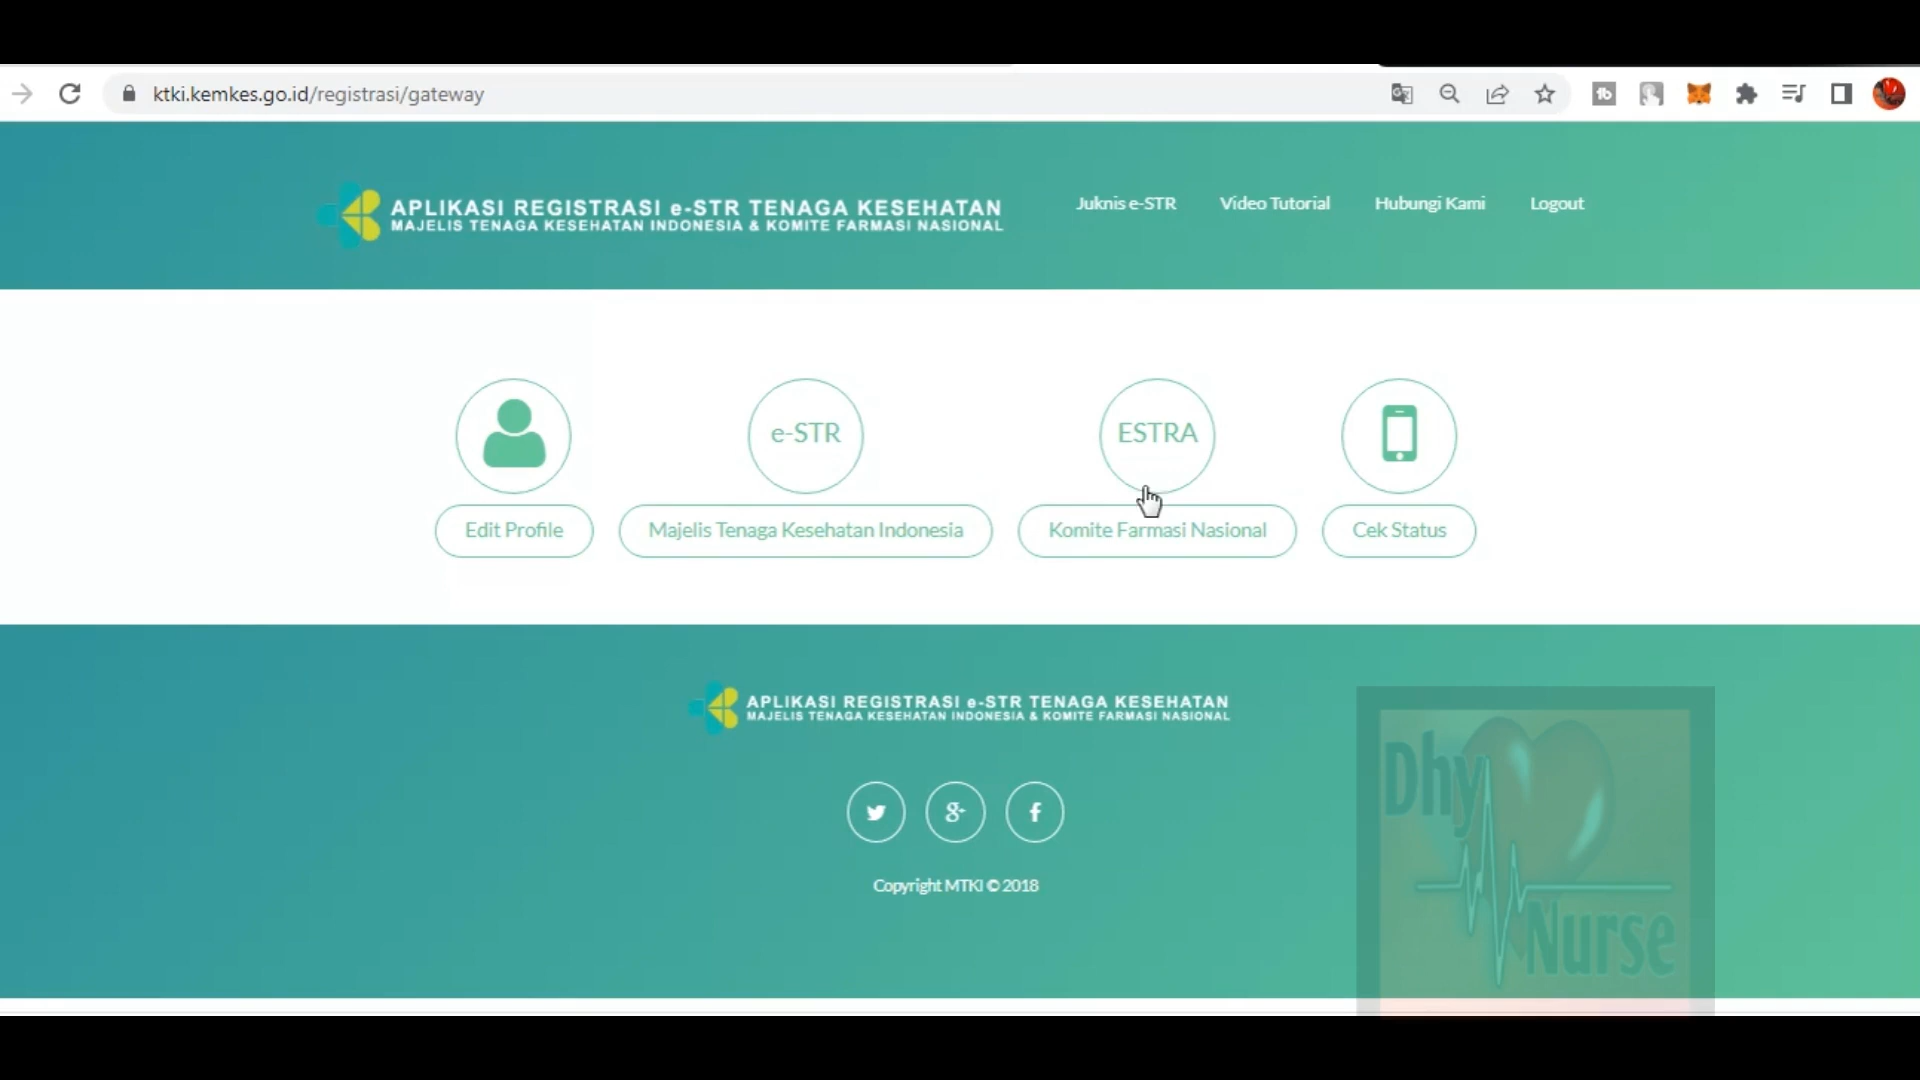 ktki.kemkes.go.id/registrasi/gateway
APLIKASI REGISTRASI e-STR TENAGA KESEHATAN
MAJELIS TENAGA KESEHATAN INDONESIA & KOMITE FARMASI NASIONAL
Juknis e-STR
Video Tutorial
Hubungi Kami
Logout
e-STR
ESTRA
Edit Profile
Majelis Tenaga Kesehatan Indonesia
Komite Farmasi Nasional
Cek Status
APLIKASI REGISTRASI e-STR TENAGA KESEHATAN
MAJELIS TENAGA KESEHATAN INDONESIA & KOMITE FARMASI NASIONAL
Copyright MTKI © 2018
Dhy
Nurse